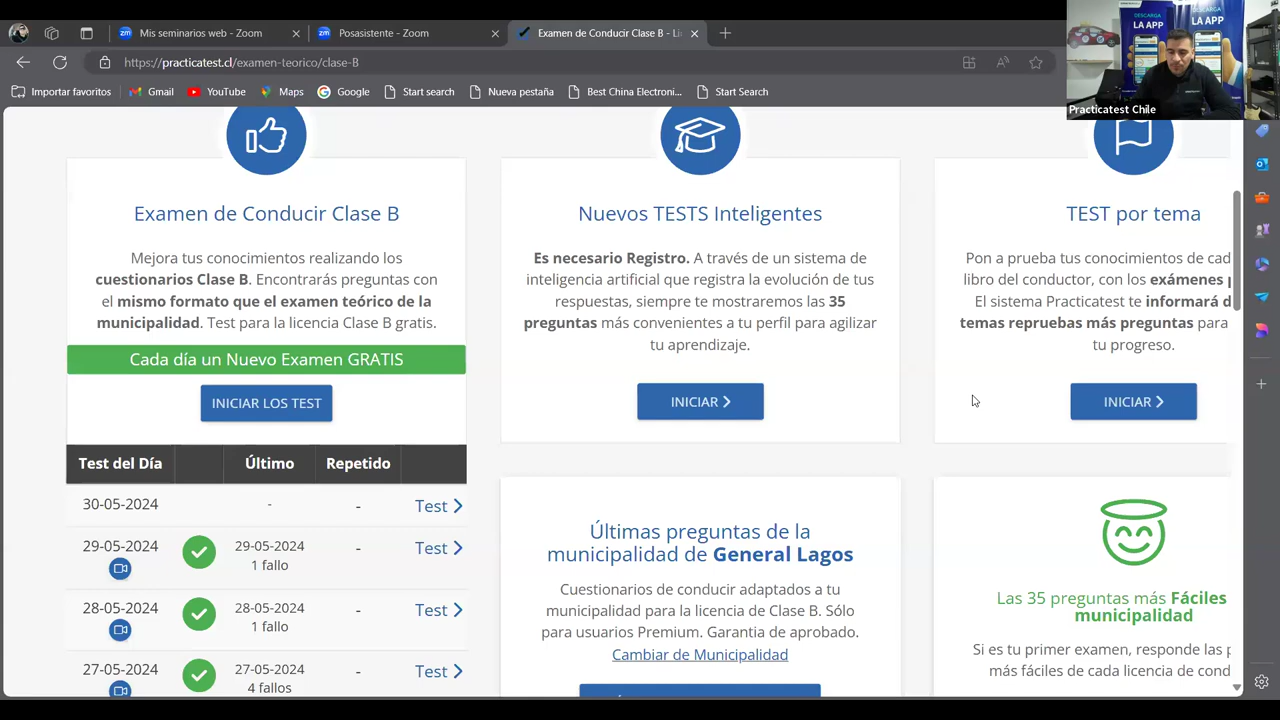 Mis seminarios web - Zoom
Posasistente - Zoom
Examen de Conducir Clase B - Li
https://practicatest.cl/examen-teorico/clase-B
Importar favoritos
Gmail
YouTube
Maps
Google
Start search
Nueva pestaña
Best China Electroni...
Start Search
DESCARGA
LA APP
DESCARGA
LA APP
Practicatest Chile
Examen de Conducir Clase B
Mejora tus conocimientos realizando los
cuestionarios Clase B. Encontrarás preguntas con
el mismo formato que el examen teórico de la
municipalidad. Test para la licencia Clase B gratis.
Cada día un Nuevo Examen GRATIS
INICIAR LOS TEST
Test del Día Último Repetido
30-05-2024 - - Test
29-05-2024 29-05-2024 - Test
1 fallo
28-05-2024 28-05-2024 - Test
1 fallo
27-05-2024 27-05-2024 - Test
4 fallos
Nuevos TESTS Inteligentes
Es necesario Registro. A través de un sistema de
inteligencia artificial que registra la evolución de tus
respuestas, siempre te mostraremos las 35
preguntas más convenientes a tu perfil para agilizar
tu aprendizaje.
INICIAR
Últimas preguntas de la
municipalidad de General Lagos
Cuestionarios de conducir adaptados a tu
municipalidad para la licencia de Clase B. Sólo
para usuarios Premium. Garantia de aprobado.
Cambiar de Municipalidad
TEST por tema
Pon a prueba tus conocimientos de cad
libro del conductor, con los exámenes
El sistema Practicatest te informará d
temas repruebas más preguntas para
tu progreso.
INICIAR
Las 35 preguntas más Fáciles
municipalidad
Si es tu primer examen, responde las
más fáciles de cada licencia de cond